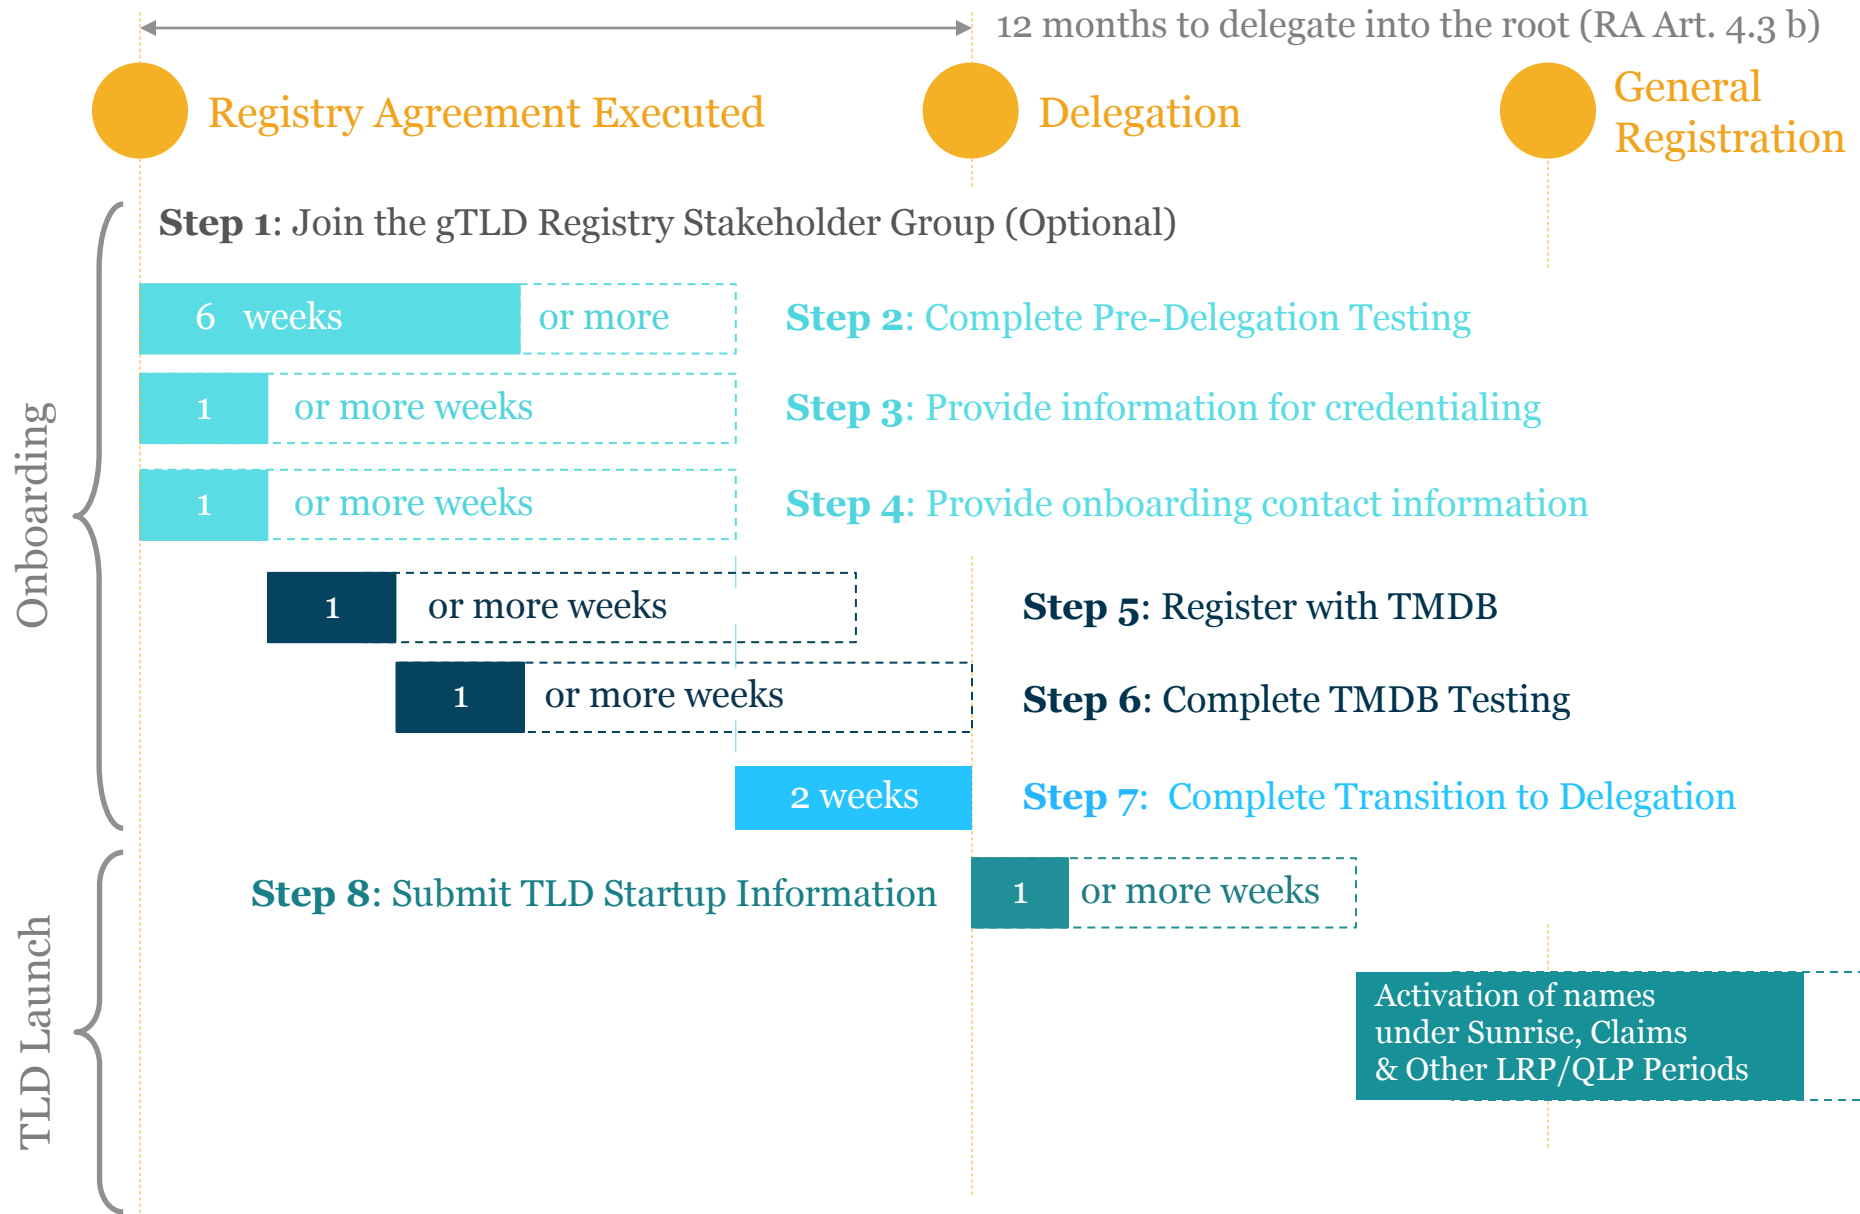 12 months to delegate into the root (RA Art. 4.3 b)
Registry Agreement Executed
Delegation
General
Registration
Onboarding
Step 1: Join the gTLD Registry Stakeholder Group (Optional)
6 weeks or more
Step 2: Complete Pre-Delegation Testing
1 or more weeks
Step 3: Provide information for credentialing
1 or more weeks
Step 4: Provide onboarding contact information
1 or more weeks
Step 5: Register with TMDB
1 or more weeks
Step 6: Complete TMDB Testing
2 weeks
Step 7: Complete Transition to Delegation
TLD Launch
Step 8: Submit TLD Startup Information
1 or more weeks
Activation of names
under Sunrise, Claims
& Other LRP/QLP Periods